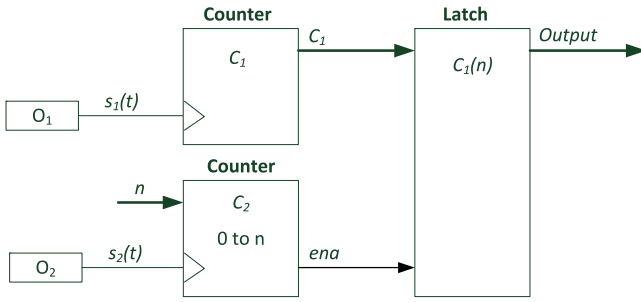 Counter
Latch
C₁
Output
C₁
C₁(n)
s₁(t)
O₁
Counter
n
C₂
0 to n
s₂(t)
ena
O₂